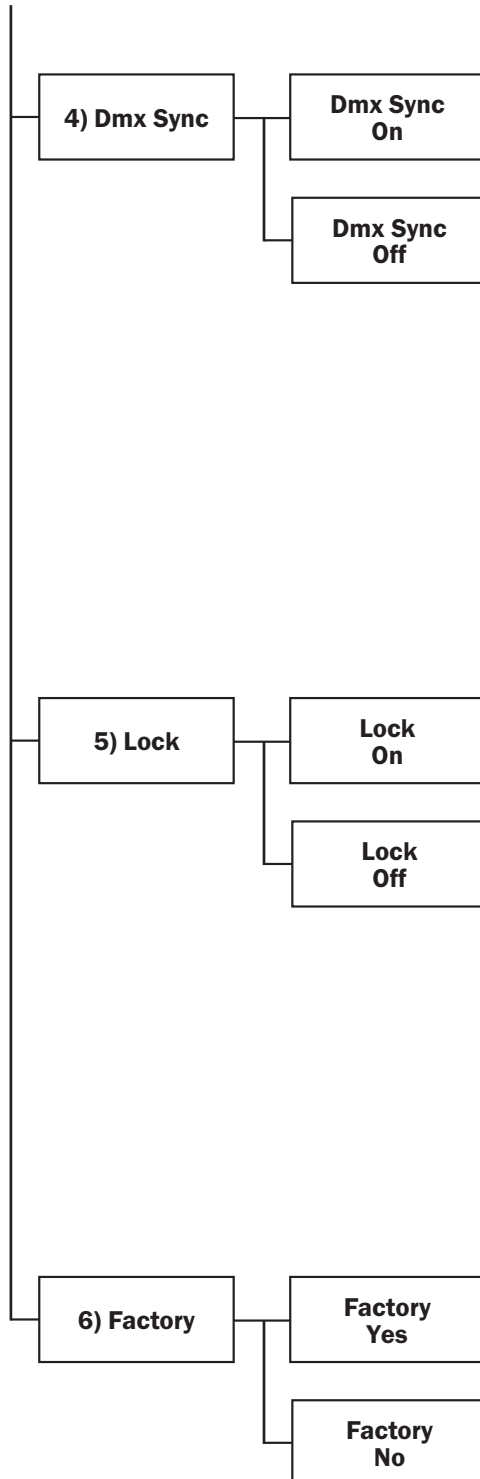 4) Dmx Sync
Dmx Sync
On
Dmx Sync
Off
5) Lock
Lock
On
Lock
Off
6) Factory
Factory
Yes
Factory
No